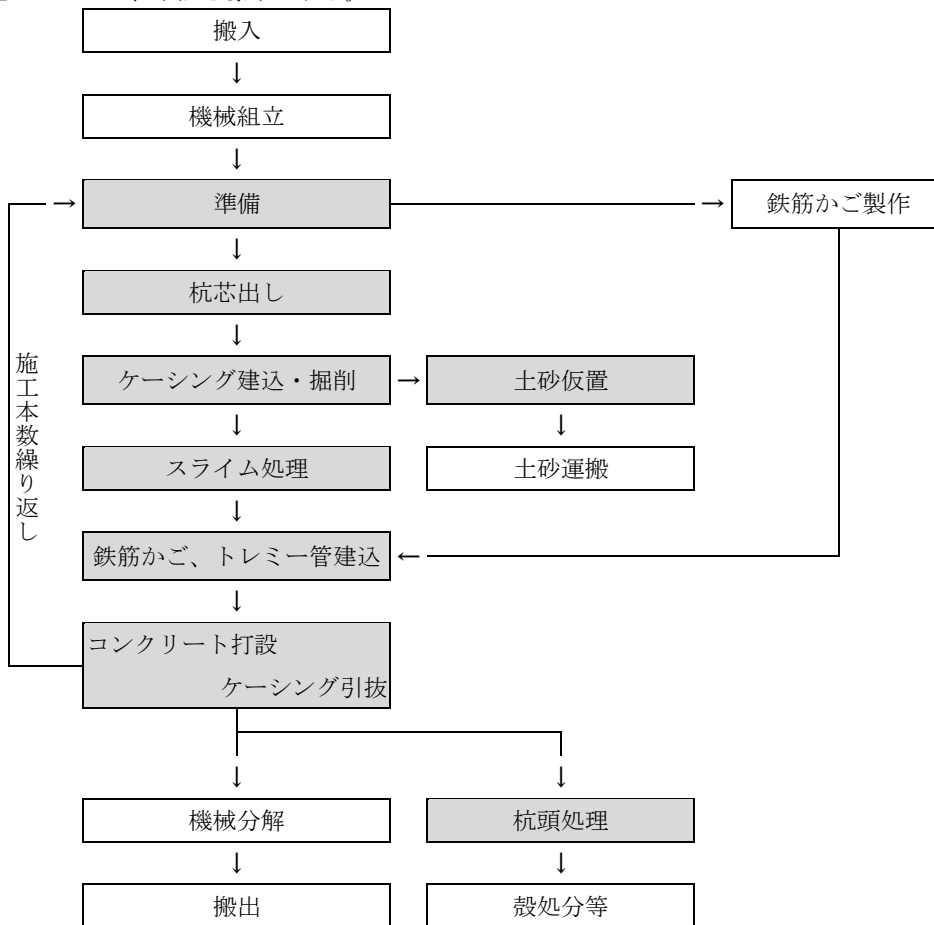 搬入
↓
機械組立
↓
→ 準備 → 鉄筋かご製作
↓
杭芯出し
↓
ケーシング建込・掘削 → 土砂仮置
↓ ↓
スライム処理 土砂運搬
↓
鉄筋かご、トレミー管建込 ←
↓
コンクリート打設
ケーシング引抜
施工本数繰り返し
↓ ↓
機械分解 杭頭処理
↓ ↓
搬出 殻処分等